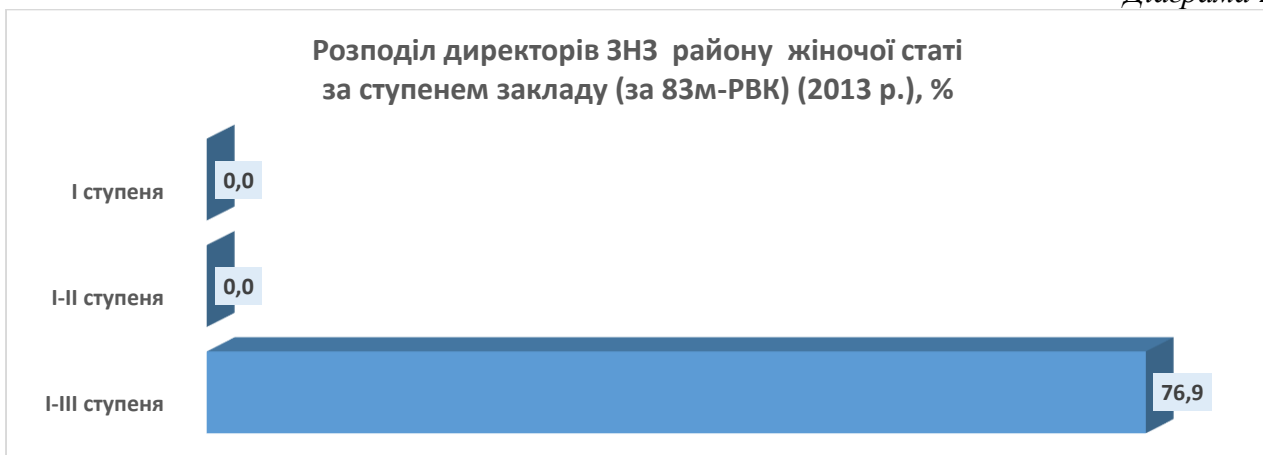 Діаграма
Розподіл директорів ЗНЗ району жіночої статі
за ступенем закладу (за 83м-РВК) (2013 р.), %
І ступеня
0,0
І-ІІ ступеня
0,0
І-ІІІ ступеня
76,9